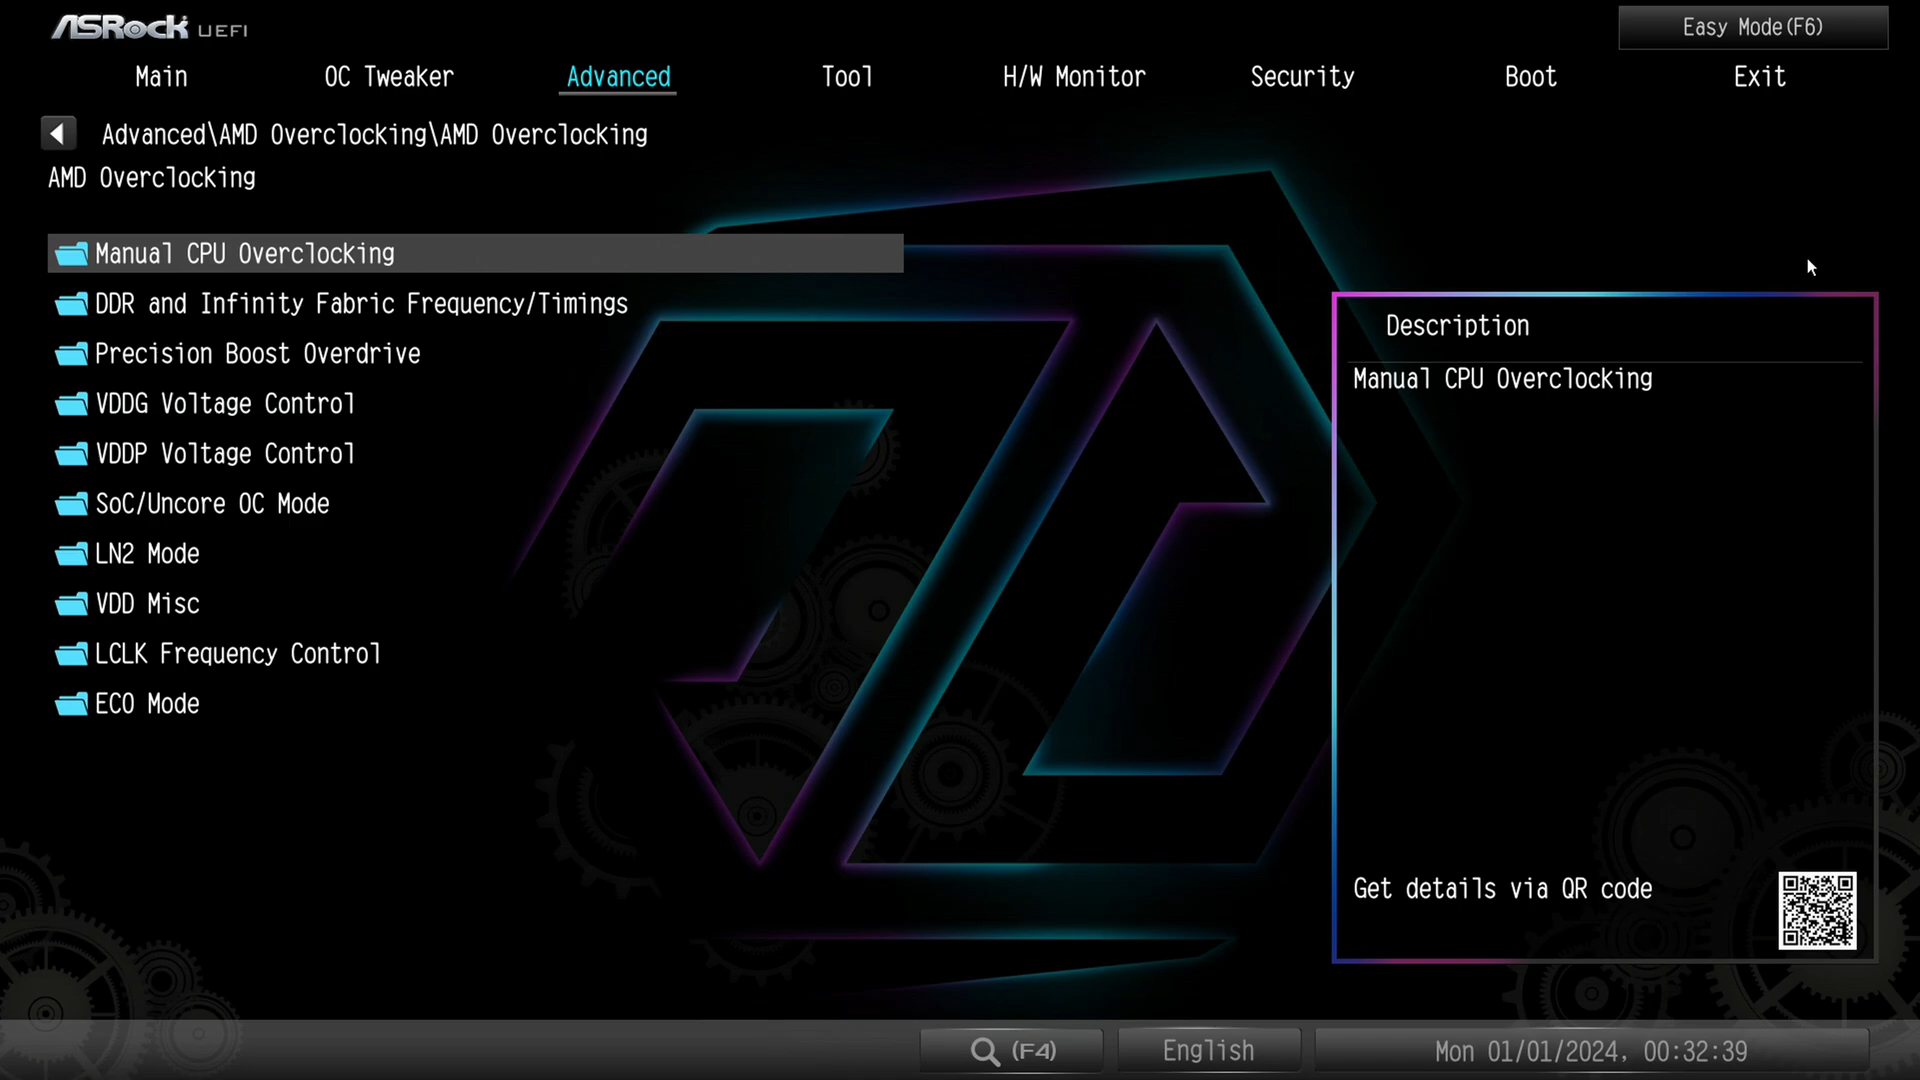 ASRock UEFI
Easy Mode(F6)
Main OC Tweaker Advanced Tool H/W Monitor Security Boot Exit
Advanced\AMD Overclocking\AMD Overclocking
AMD Overclocking
Manual CPU Overclocking
DDR and Infinity Fabric Frequency/Timings
Precision Boost Overdrive
VDDG Voltage Control
VDDP Voltage Control
SoC/Uncore OC Mode
LN2 Mode
VDD Misc
LCLK Frequency Control
ECO Mode
Description
Manual CPU Overclocking
Get details via QR code
(F4)
English
Mon 01/01/2024, 00:32:39